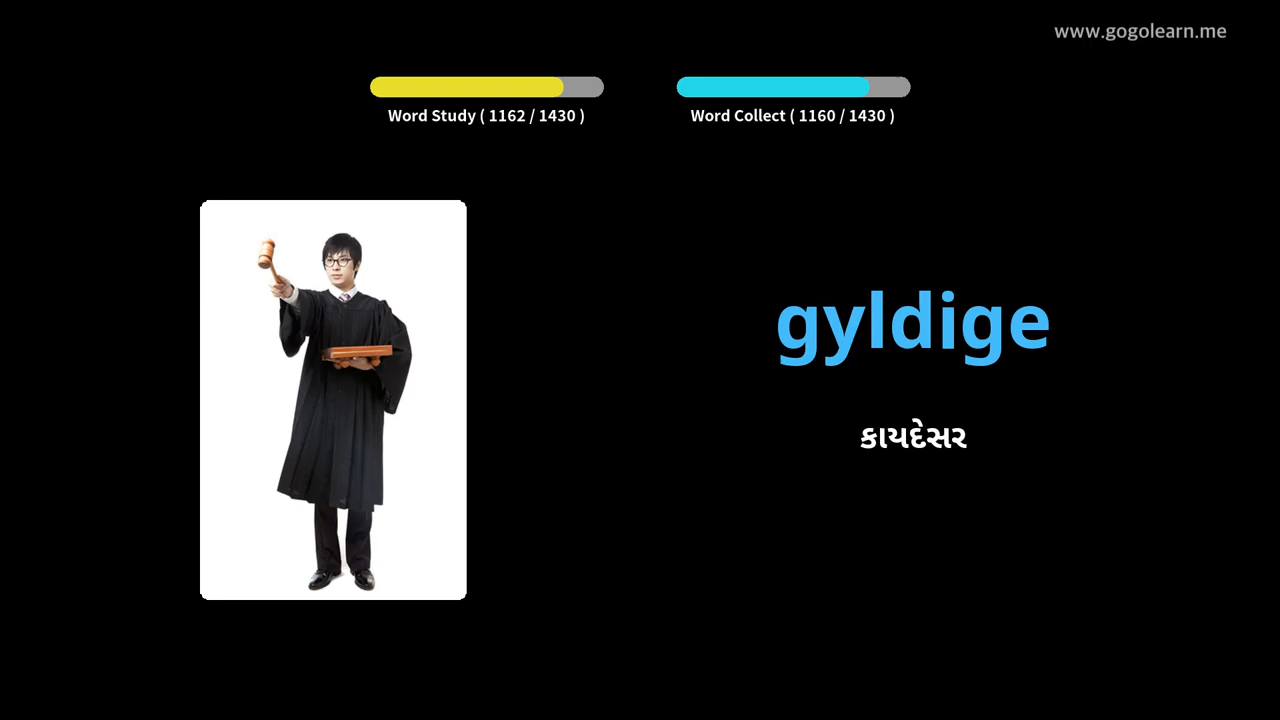 www.gogolearn.me
Word Study ( 1162 / 1430 )
Word Collect ( 1160 / 1430 )
gyldige
કાયદેસર